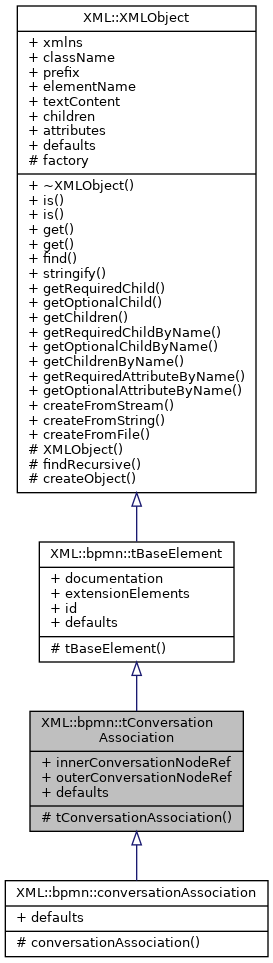 XML::XMLObject
+ xmlns
+ className
+ prefix
+ elementName
+ textContent
+ children
+ attributes
+ defaults
# factory
+ ~XMLObject()
+ is()
+ is()
+ get()
+ get()
+ find()
+ stringify()
+ getRequiredChild()
+ getOptionalChild()
+ getChildren()
+ getRequiredChildByName()
+ getOptionalChildByName()
+ getChildrenByName()
+ getRequiredAttributeByName()
+ getOptionalAttributeByName()
+ createFromStream()
+ createFromString()
+ createFromFile()
# XMLObject()
# findRecursive()
# createObject()
XML::bpmn::tBaseElement
+ documentation
+ extensionElements
+ id
+ defaults
# tBaseElement()
XML::bpmn::tConversation
Association
+ innerConversationNodeRef
+ outerConversationNodeRef
+ defaults
# tConversationAssociation()
XML::bpmn::conversationAssociation
+ defaults
# conversationAssociation()